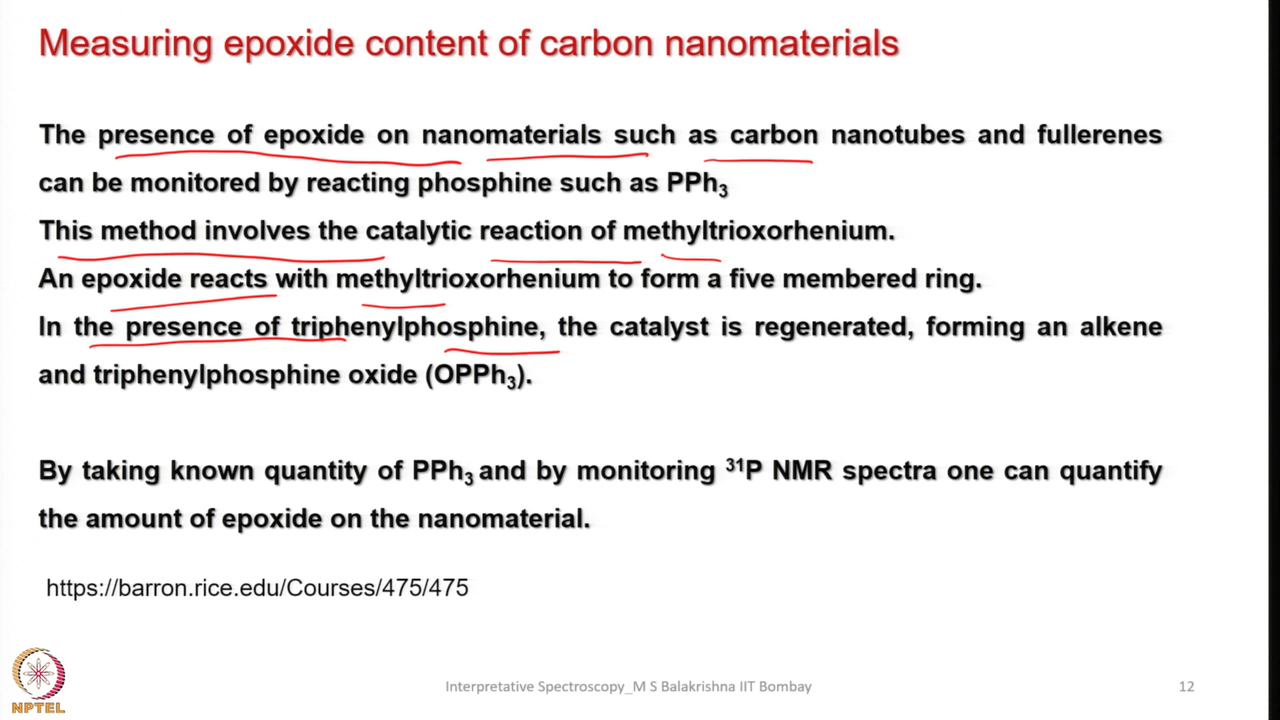 Measuring epoxide content of carbon nanomaterials
The presence of epoxide on nanomaterials such as carbon nanotubes and fullerenes
can be monitored by reacting phosphine such as PPh₃
This method involves the catalytic reaction of methyltrioxorhenium.
An epoxide reacts with methyltrioxorhenium to form a five membered ring.
In the presence of triphenylphosphine, the catalyst is regenerated, forming an alkene
and triphenylphosphine oxide (OPPh₃).
By taking known quantity of PPh₃ and by monitoring ³¹P NMR spectra one can quantify
the amount of epoxide on the nanomaterial.
https://barron.rice.edu/Courses/475/475
NPTEL
Interpretative Spectroscopy_M S Balakrishna IIT Bombay
12